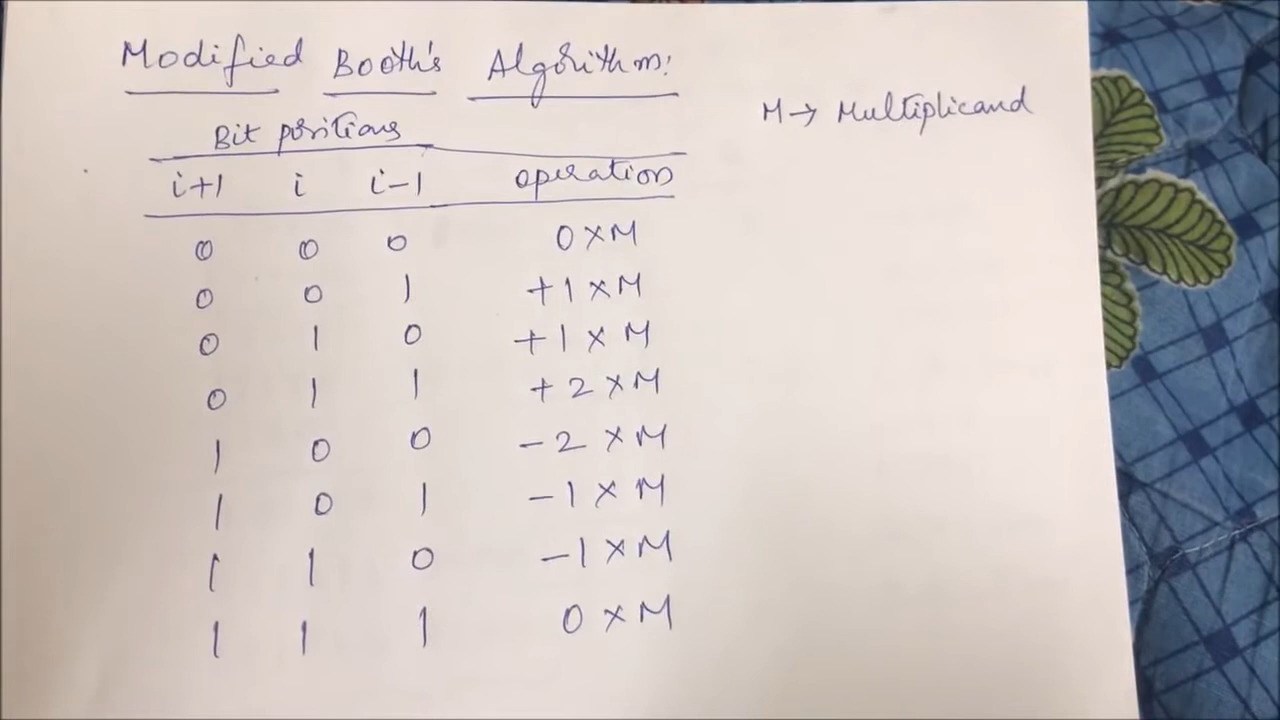 Modified Booth's Algorithm:
M → Multiplicand
Bit positions
i+1 i i-1 operation
0 0 0 0 × M
0 0 1 +1 × M
0 1 0 +1 × M
0 1 1 +2 × M
1 0 0 -2 × M
1 0 1 -1 × M
1 1 0 -1 × M
1 1 1 0 × M